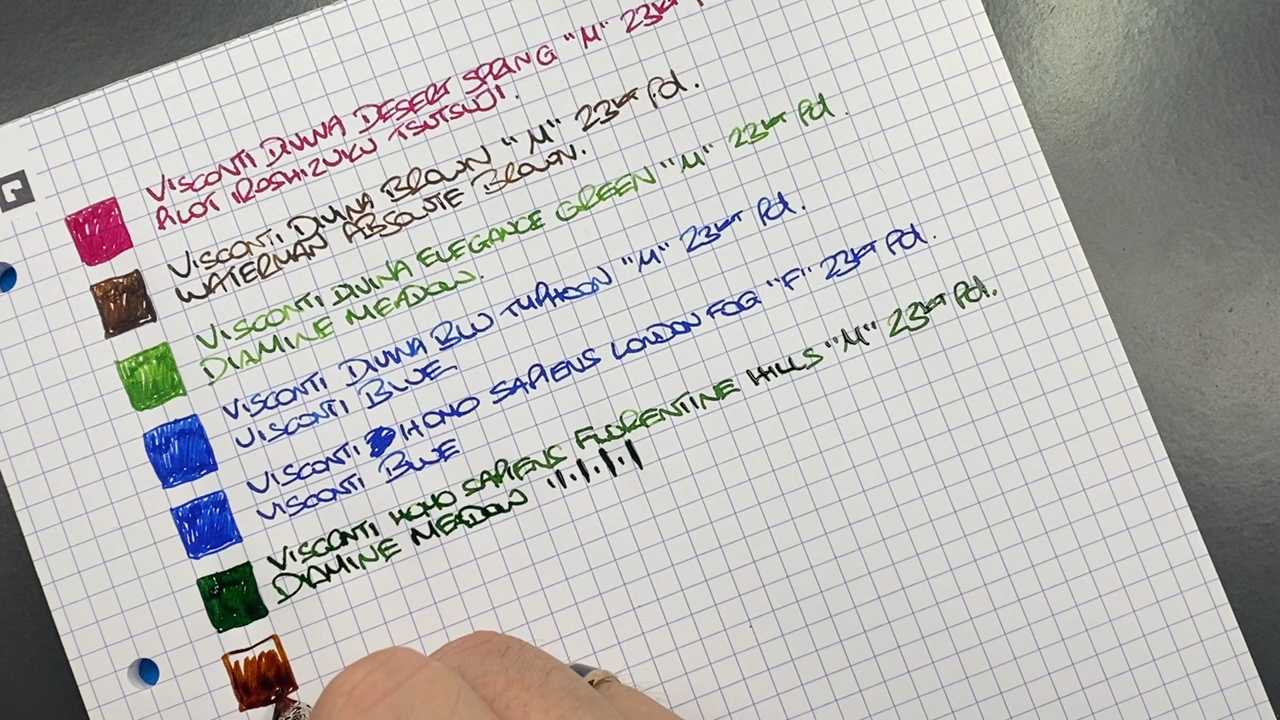 VISCONTI DIVINA DESERT SPRING "M" 23kt
PILOT IROSHIZUKU TSUTSUJI.
VISCONTI DIVINA BROWN "M" 23kt Pd.
WATERMAN ABSOLUTE BROWN.
VISCONTI DIVINA ELEGANCE GREEN "M" 23kt Pd.
DIAMINE MEADOW.
VISCONTI DIVINA BLU TYPHOON "M" 23kt Pd.
VISCONTI BLUE.
VISCONTI HOMO SAPIENS LONDON FOG "F" 23kt Pd.
VISCONTI BLUE
VISCONTI HOMO SAPIENS FLORENTINE HILLS "M" 23kt Pd.
DIAMINE MEADOW